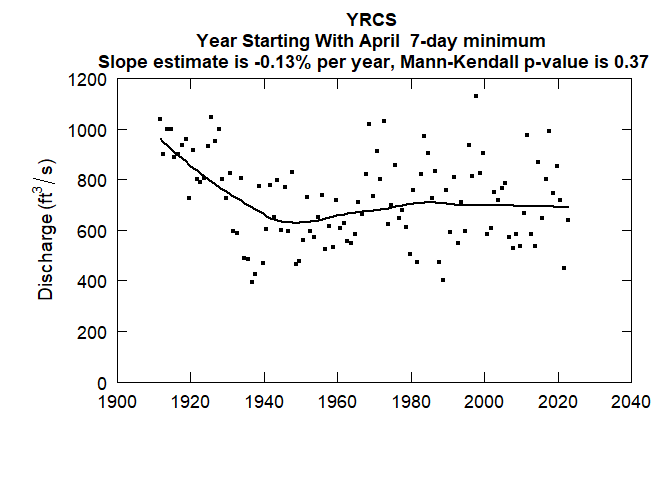 YRCS
Year Starting With April 7-day minimum
Slope estimate is -0.13% per year, Mann-Kendall p-value is 0.37
Discharge (ft³/s)
1200
1000
800
600
400
200
0
1900 1920 1940 1960 1980 2000 2020 2040